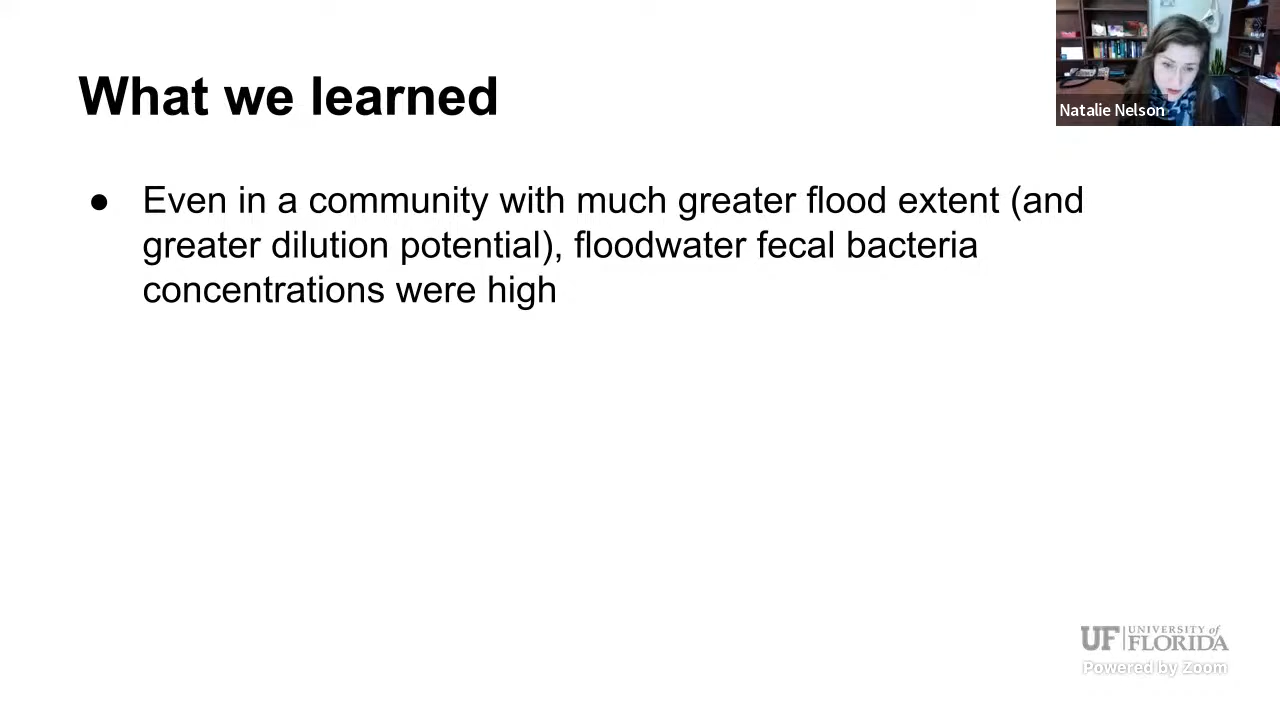 What we learned
Natalie Nelson
● Even in a community with much greater flood extent (and
greater dilution potential), floodwater fecal bacteria
concentrations were high
UF UNIVERSITY of
FLORIDA
Powered by Zoom